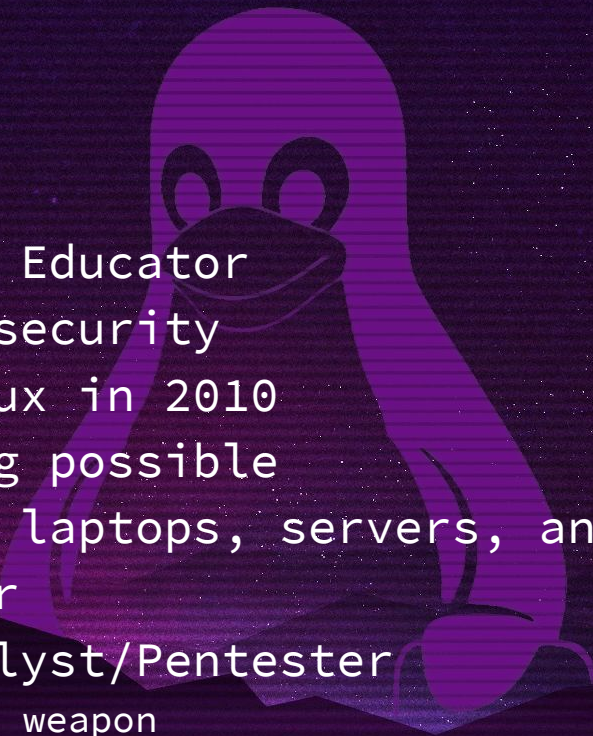 Educator
security
ux in 2010
g possible
laptops, servers, an
r
lyst/Pentester
weapon